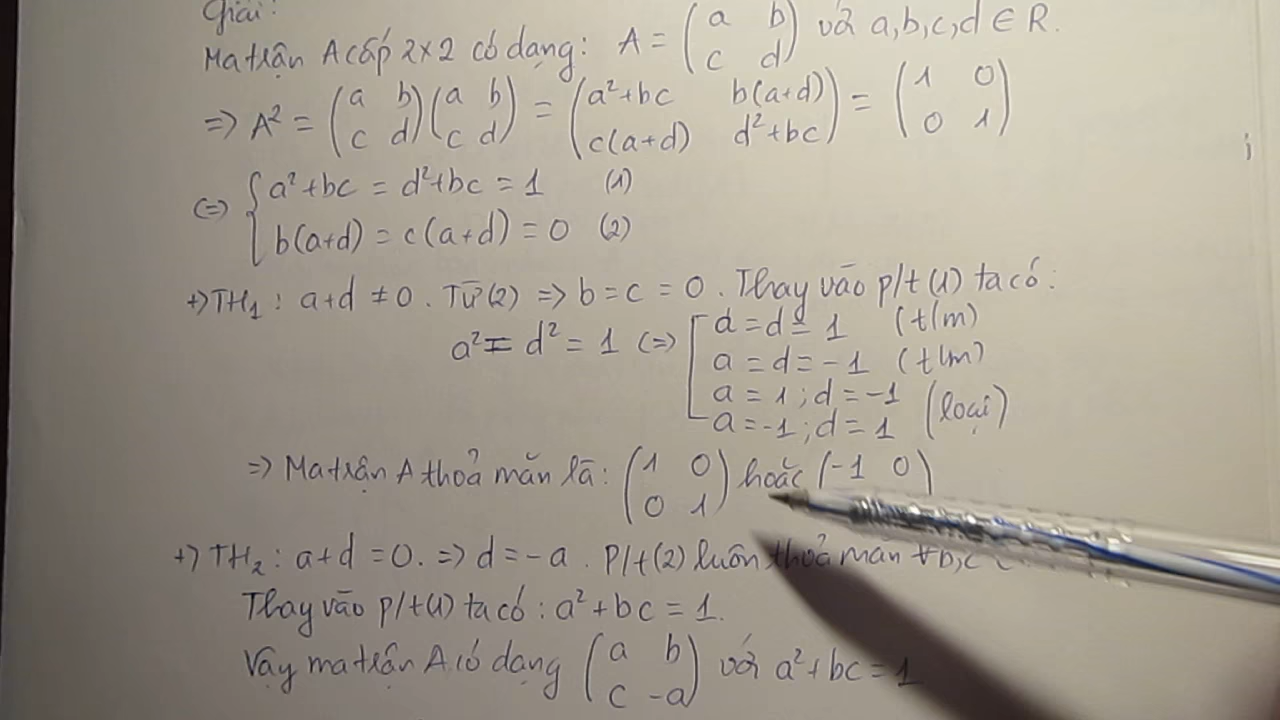 Giải:
Ma trận A cấp 2×2 có dạng: A = (a b; c d) với a,b,c,d ∈ R.
=> A² = (a b; c d)(a b; c d) = (a²+bc b(a+d); c(a+d) d²+bc) = (1 0; 0 1)
<=> { a²+bc = d²+bc = 1 (1)
b(a+d) = c(a+d) = 0 (2)
+) TH₁: a+d ≠ 0. Từ (2) => b = c = 0. Thay vào p/t (1) ta có:
a² = d² = 1 <=> [ a = d = 1 (t/m)
a = d = -1 (t/m)
a = 1 ; d = -1
a = -1 ; d = 1 (loại)
=> Ma trận A thoả mãn là: (1 0; 0 1) hoặc (-1 0
+) TH₂: a+d = 0. => d = -a. P/t (2) luôn thoả mãn ∀b,c
Thay vào p/t (1) ta có: a²+bc = 1.
Vậy ma trận A có dạng (a b; c -a) với a²+bc = 1